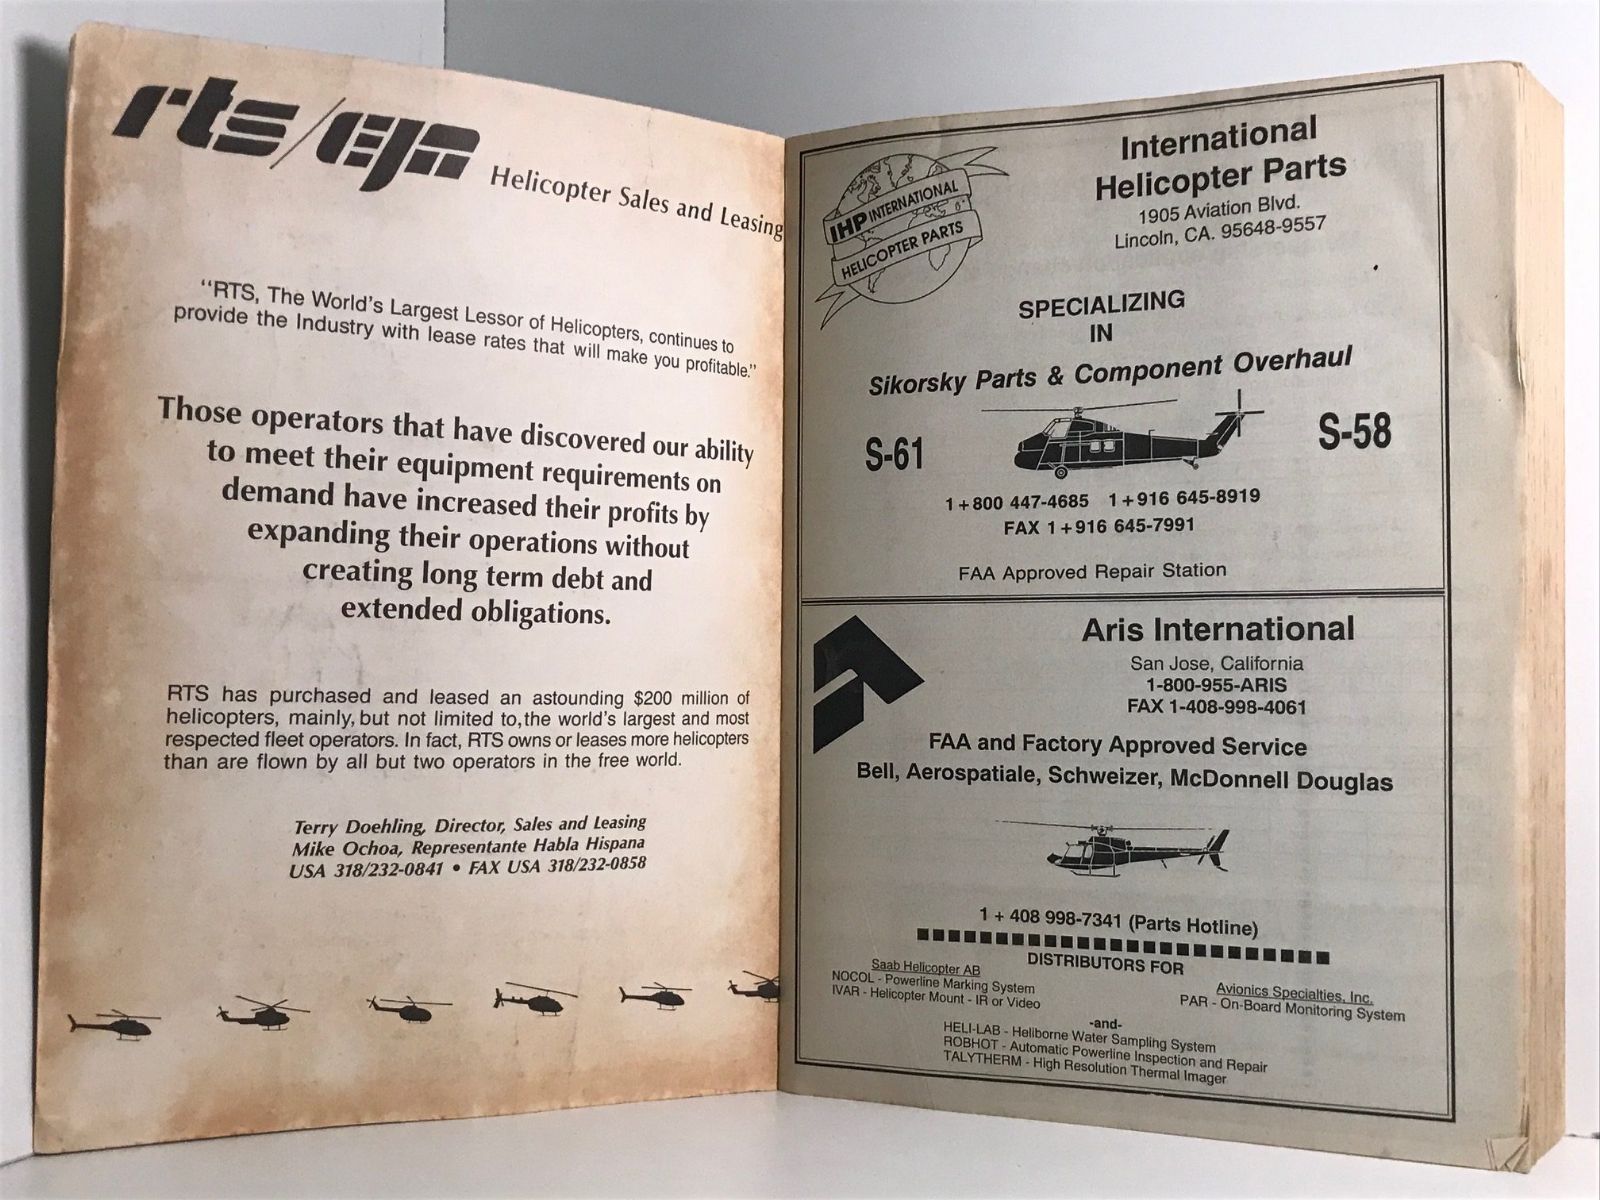 rts/
Helicopter Sales and Leasing
"RTS, The World's Largest Lessor of Helicopters, continues to
provide the Industry with lease rates that will make you profitable."
Those operators that have discovered our ability
to meet their equipment requirements on
demand have increased their profits by
expanding their operations without
creating long term debt and
extended obligations.
RTS has purchased and leased an astounding $200 million of
helicopters, mainly, but not limited to, the world's largest and most
respected fleet operators. In fact, RTS owns or leases more helicopters
than are flown by all but two operators in the free world.
Terry Doehling, Director, Sales and Leasing
Mike Ochoa, Representante Habla Hispana
USA 318/232-0841 • FAX USA 318/232-0858
IHP INTERNATIONAL
HELICOPTER PARTS
International
Helicopter Parts
1905 Aviation Blvd.
Lincoln, CA. 95648-9557
SPECIALIZING
IN
Sikorsky Parts & Component Overhaul
S-61
S-58
1+800 447-4685 1+916 645-8919
FAX 1+916 645-7991
FAA Approved Repair Station
Aris International
San Jose, California
1-800-955-ARIS
FAX 1-408-998-4061
FAA and Factory Approved Service
Bell, Aerospatiale, Schweizer, McDonnell Douglas
1 + 408 998-7341 (Parts Hotline)
DISTRIBUTORS FOR
Saab Helicopter AB
NOCOL - Powerline Marking System
IVAR - Helicopter Mount - IR or Video
Avionics Specialties, Inc.
PAR - On-Board Monitoring System
-and-
HELI-LAB - Heliborne Water Sampling System
ROBHOT - Automatic Powerline Inspection and Repair
TALYTHERM - High Resolution Thermal Imager